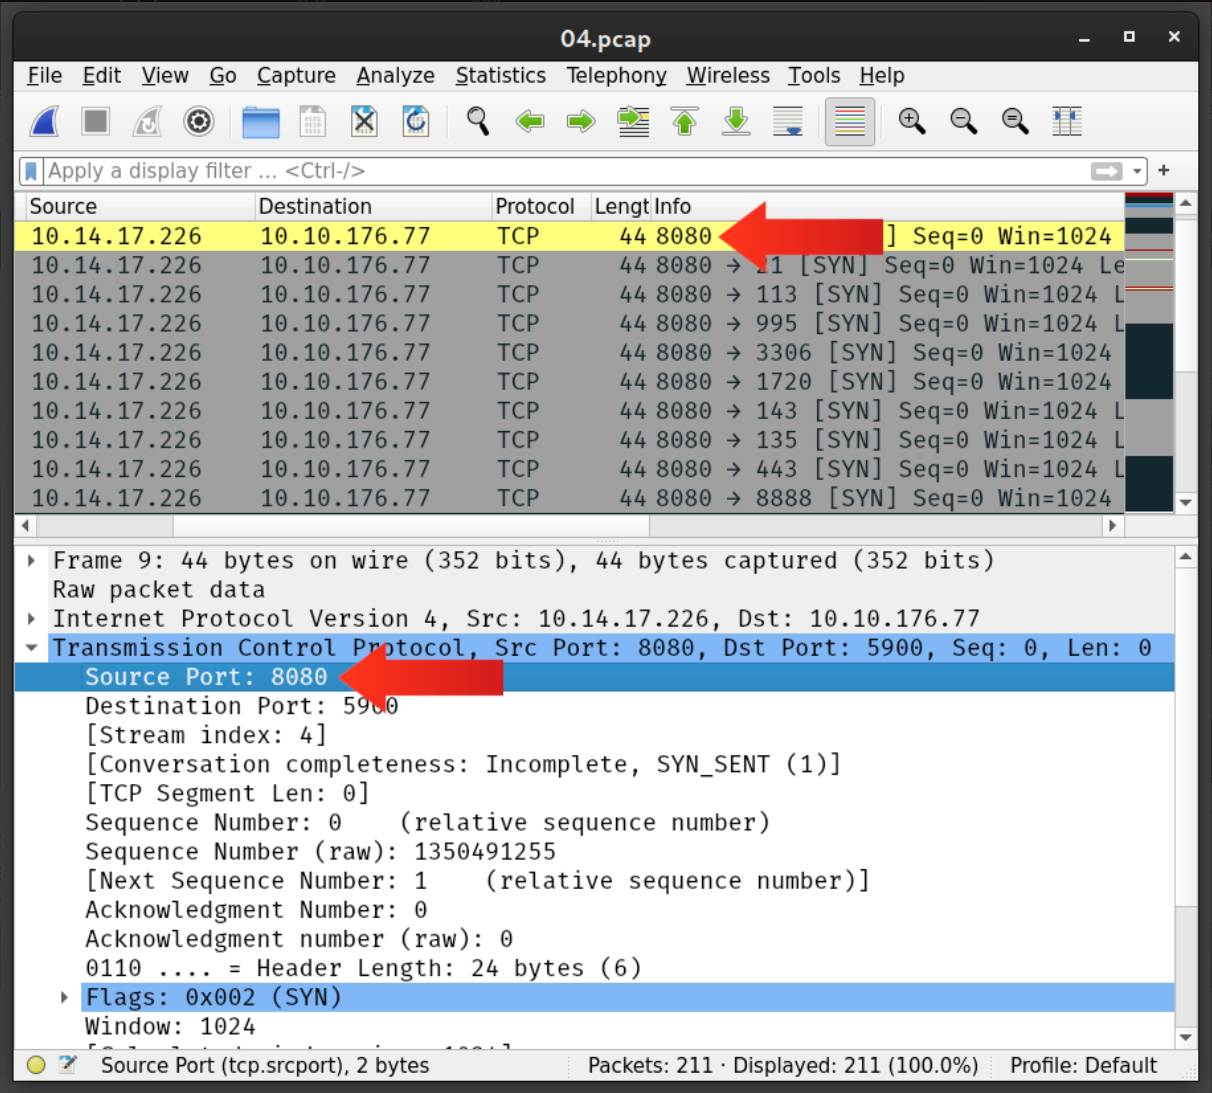 04.pcap
File Edit View Go Capture Analyze Statistics Telephony Wireless Tools Help
Apply a display filter … <Ctrl-/>
Source Destination Protocol Lengt Info
10.14.17.226 10.10.176.77 TCP 44 8080 ] Seq=0 Win=1024
10.14.17.226 10.10.176.77 TCP 44 8080 → 21 [SYN] Seq=0 Win=1024 Le
10.14.17.226 10.10.176.77 TCP 44 8080 → 113 [SYN] Seq=0 Win=1024 L
10.14.17.226 10.10.176.77 TCP 44 8080 → 995 [SYN] Seq=0 Win=1024 L
10.14.17.226 10.10.176.77 TCP 44 8080 → 3306 [SYN] Seq=0 Win=1024
10.14.17.226 10.10.176.77 TCP 44 8080 → 1720 [SYN] Seq=0 Win=1024
10.14.17.226 10.10.176.77 TCP 44 8080 → 143 [SYN] Seq=0 Win=1024 L
10.14.17.226 10.10.176.77 TCP 44 8080 → 135 [SYN] Seq=0 Win=1024 L
10.14.17.226 10.10.176.77 TCP 44 8080 → 443 [SYN] Seq=0 Win=1024 L
10.14.17.226 10.10.176.77 TCP 44 8080 → 8888 [SYN] Seq=0 Win=1024
Frame 9: 44 bytes on wire (352 bits), 44 bytes captured (352 bits)
Raw packet data
Internet Protocol Version 4, Src: 10.14.17.226, Dst: 10.10.176.77
Transmission Control Protocol, Src Port: 8080, Dst Port: 5900, Seq: 0, Len: 0
Source Port: 8080
Destination Port: 5900
[Stream index: 4]
[Conversation completeness: Incomplete, SYN_SENT (1)]
[TCP Segment Len: 0]
Sequence Number: 0 (relative sequence number)
Sequence Number (raw): 1350491255
[Next Sequence Number: 1 (relative sequence number)]
Acknowledgment Number: 0
Acknowledgment number (raw): 0
0110 .... = Header Length: 24 bytes (6)
Flags: 0x002 (SYN)
Window: 1024
Source Port (tcp.srcport), 2 bytes Packets: 211 · Displayed: 211 (100.0%) Profile: Default